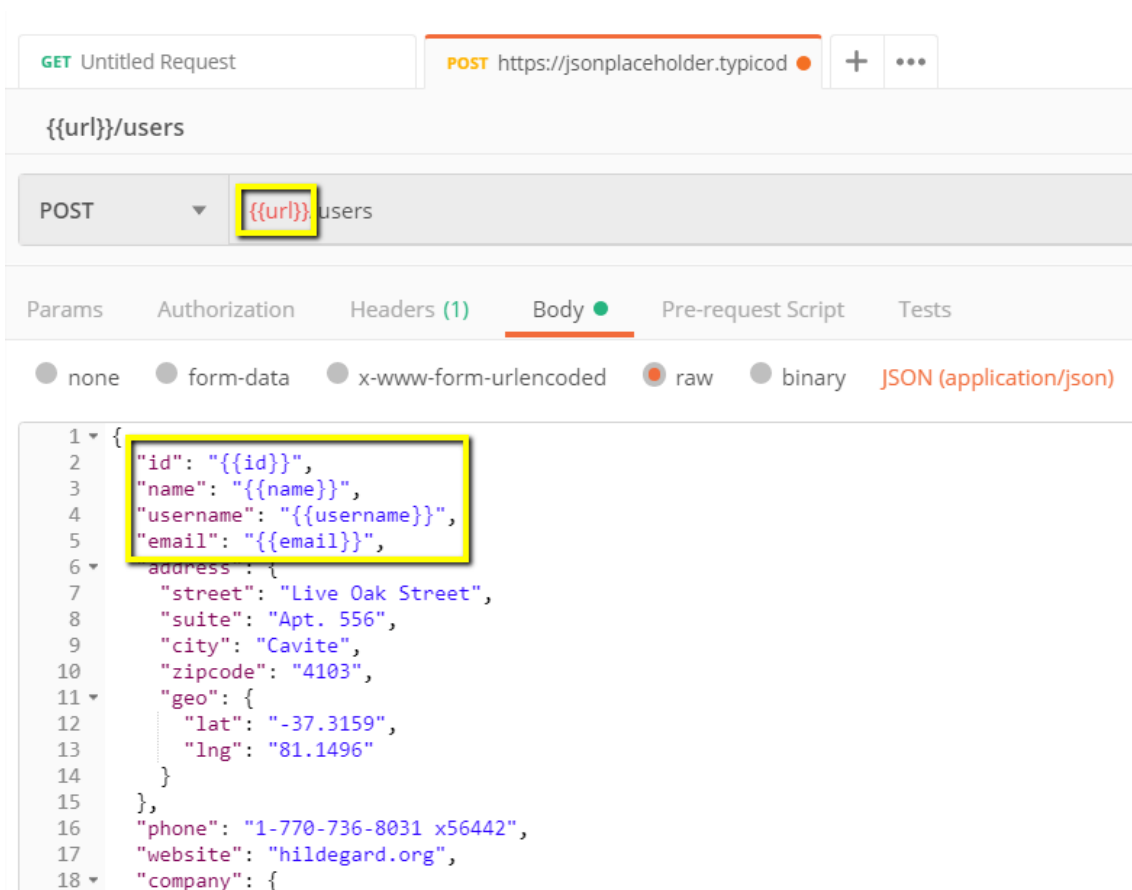 GET Untitled Request POST https://jsonplaceholder.typicod
{{url}}/users
POST {{url}}/users
Params Authorization Headers (1) Body Pre-request Script Tests
none form-data x-www-form-urlencoded raw binary JSON (application/json)
1 {
2 "id": "{{id}}",
3 "name": "{{name}}",
4 "username": "{{username}}",
5 "email": "{{email}}",
6 "address": {
7 "street": "Live Oak Street",
8 "suite": "Apt. 556",
9 "city": "Cavite",
10 "zipcode": "4103",
11 "geo": {
12 "lat": "-37.3159",
13 "lng": "81.1496"
14 }
15 },
16 "phone": "1-770-736-8031 x56442",
17 "website": "hildegard.org",
18 "company": {